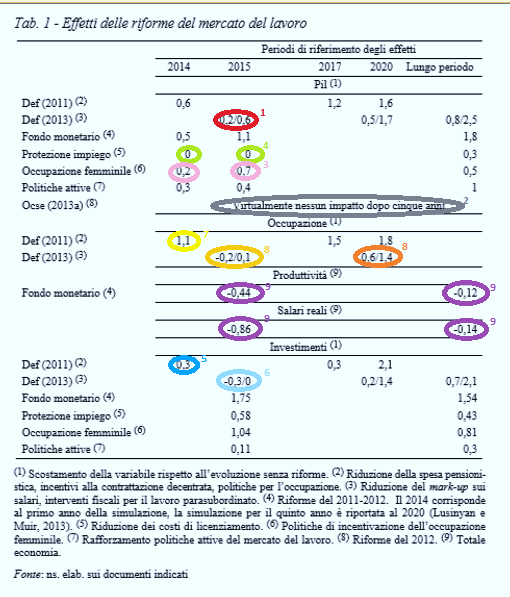 Tab. 1 - Effetti delle riforme del mercato del lavoro
Periodi di riferimento degli effetti
2014 2015 2017 2020 Lungo periodo
Pil (1)
Def (2011) (2) 0,6 1,2 1,6
Def (2013) (3) 0,2/0,6 1 0,5/1,7 0,8/2,5
Fondo monetario (4) 0,5 1,1 1,8
Protezione impiego (5) 0 0 4 0,3
Occupazione femminile (6) 0,2 0,7 3 0,5
Politiche attive (7) 0,3 0,4 1
Ocse (2013a) (8) Virtualmente nessun impatto dopo cinque anni 2
Occupazione (1)
Def (2011) (2) 1,1 7 1,5 1,8
Def (2013) (3) -0,2/0,1 8 0,6/1,4 8
Produttività (9)
Fondo monetario (4) -0,44 9 -0,12 9
Salari reali (9)
-0,86 9 -0,14 9
Investimenti (1)
Def (2011) (2) 0,3 5 0,3 2,1
Def (2013) (3) -0,3/0 6 0,2/1,4 0,7/2,1
Fondo monetario (4) 1,75 1,54
Protezione impiego (5) 0,58 0,43
Occupazione femminile (6) 1,04 0,81
Politiche attive (7) 0,11 0,3
(1) Scostamento della variabile rispetto all'evoluzione senza riforme. (2) Riduzione della spesa pensioni-
stica, incentivi alla contrattazione decentrata, politiche per l'occupazione. (3) Riduzione del mark-up sui
salari, interventi fiscali per il lavoro parasubordinato. (4) Riforme del 2011-2012. Il 2014 corrisponde
al primo anno della simulazione, la simulazione per il quinto anno è riportata al 2020 (Lusinyan e
Muir, 2013). (5) Riduzione dei costi di licenziamento. (6) Politiche di incentivazione dell'occupazione
femminile. (7) Rafforzamento politiche attive del mercato del lavoro. (8) Riforme del 2012. (9) Totale
economia.
Fonte: ns. elab. sui documenti indicati